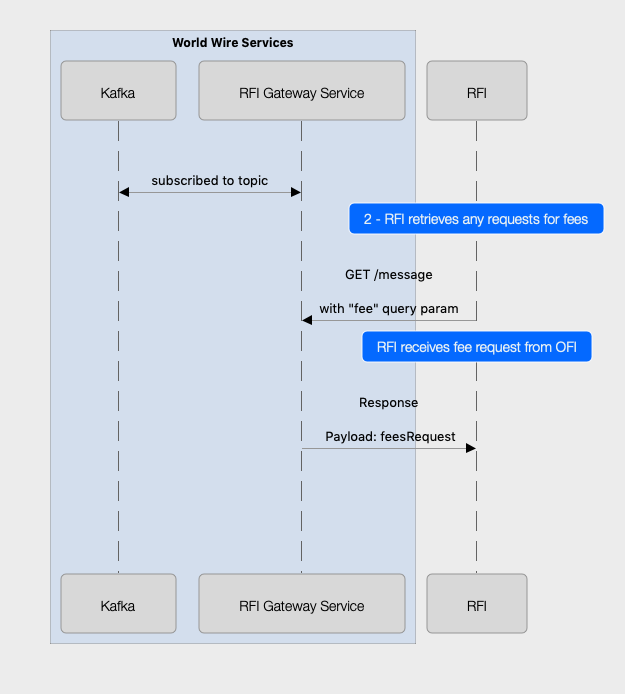 World Wire Services
Kafka
RFI Gateway Service
RFI
subscribed to topic
2 - RFI retrieves any requests for fees
GET /message
with "fee" query param
RFI receives fee request from OFI
Response
Payload: feesRequest
Kafka
RFI Gateway Service
RFI